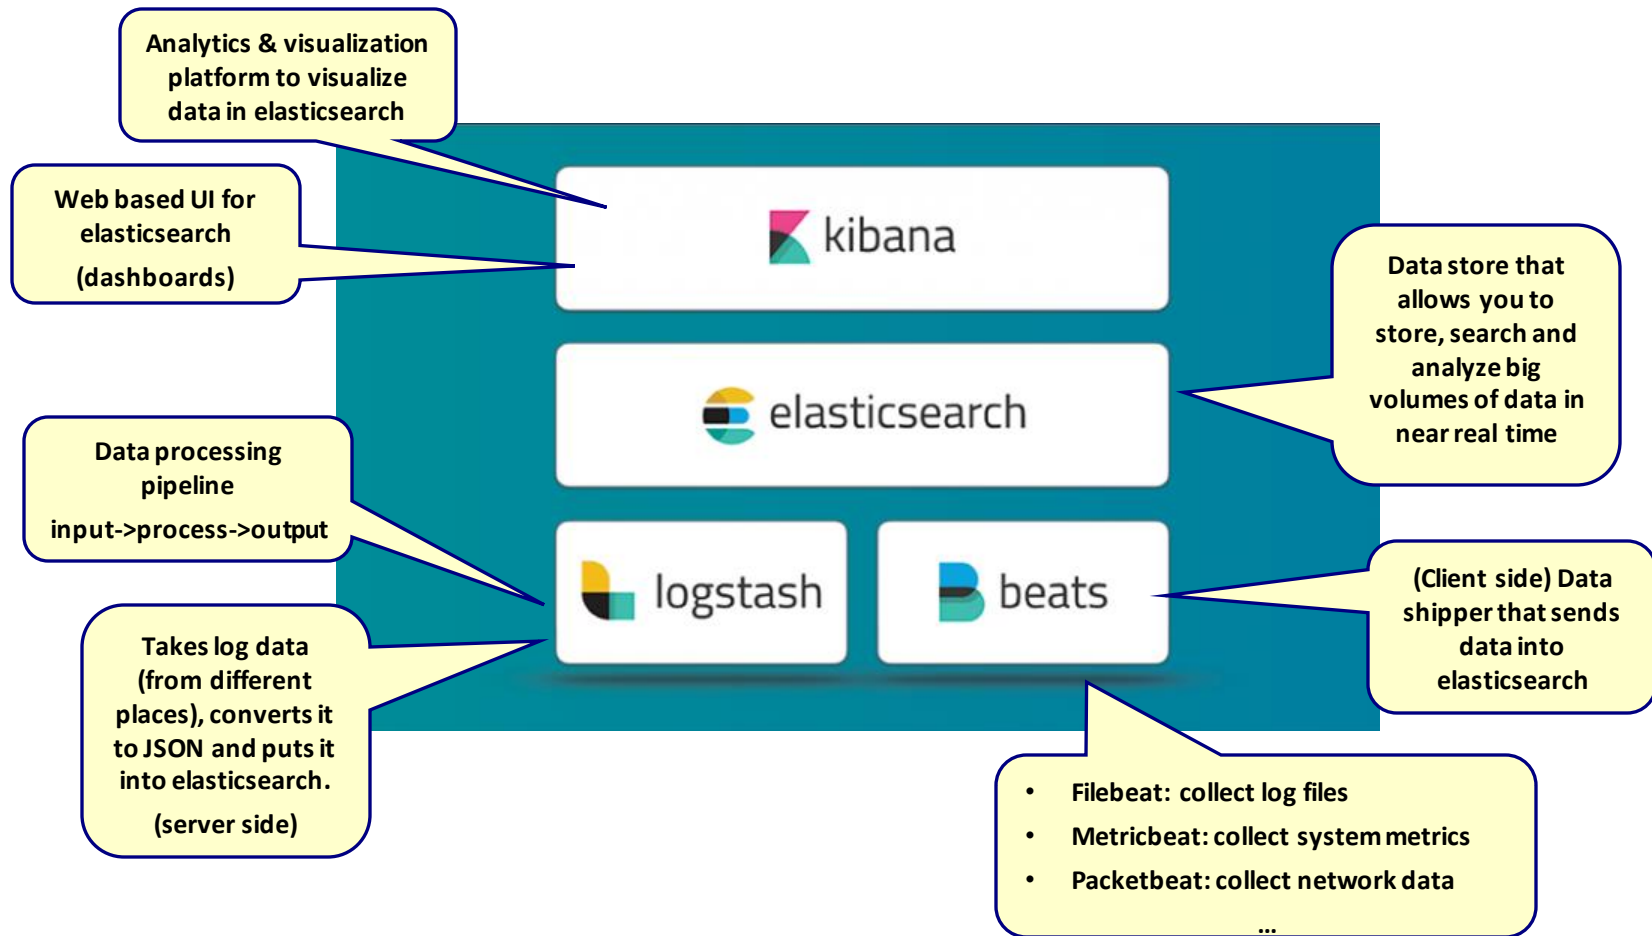 Analytics & visualization
platform to visualize
data in elasticsearch
Web based UI for
elasticsearch
(dashboards)
kibana
Data store that
allows you to
store, search and
analyze big
volumes of data in
near real time
elasticsearch
Data processing
pipeline
input->process->output
logstash
beats
(Client side) Data
shipper that sends
data into
elasticsearch
Takes log data
(from different
places), converts it
to JSON and puts it
into elasticsearch.
(server side)
• Filebeat: collect log files
• Metricbeat: collect system metrics
• Packetbeat: collect network data
...